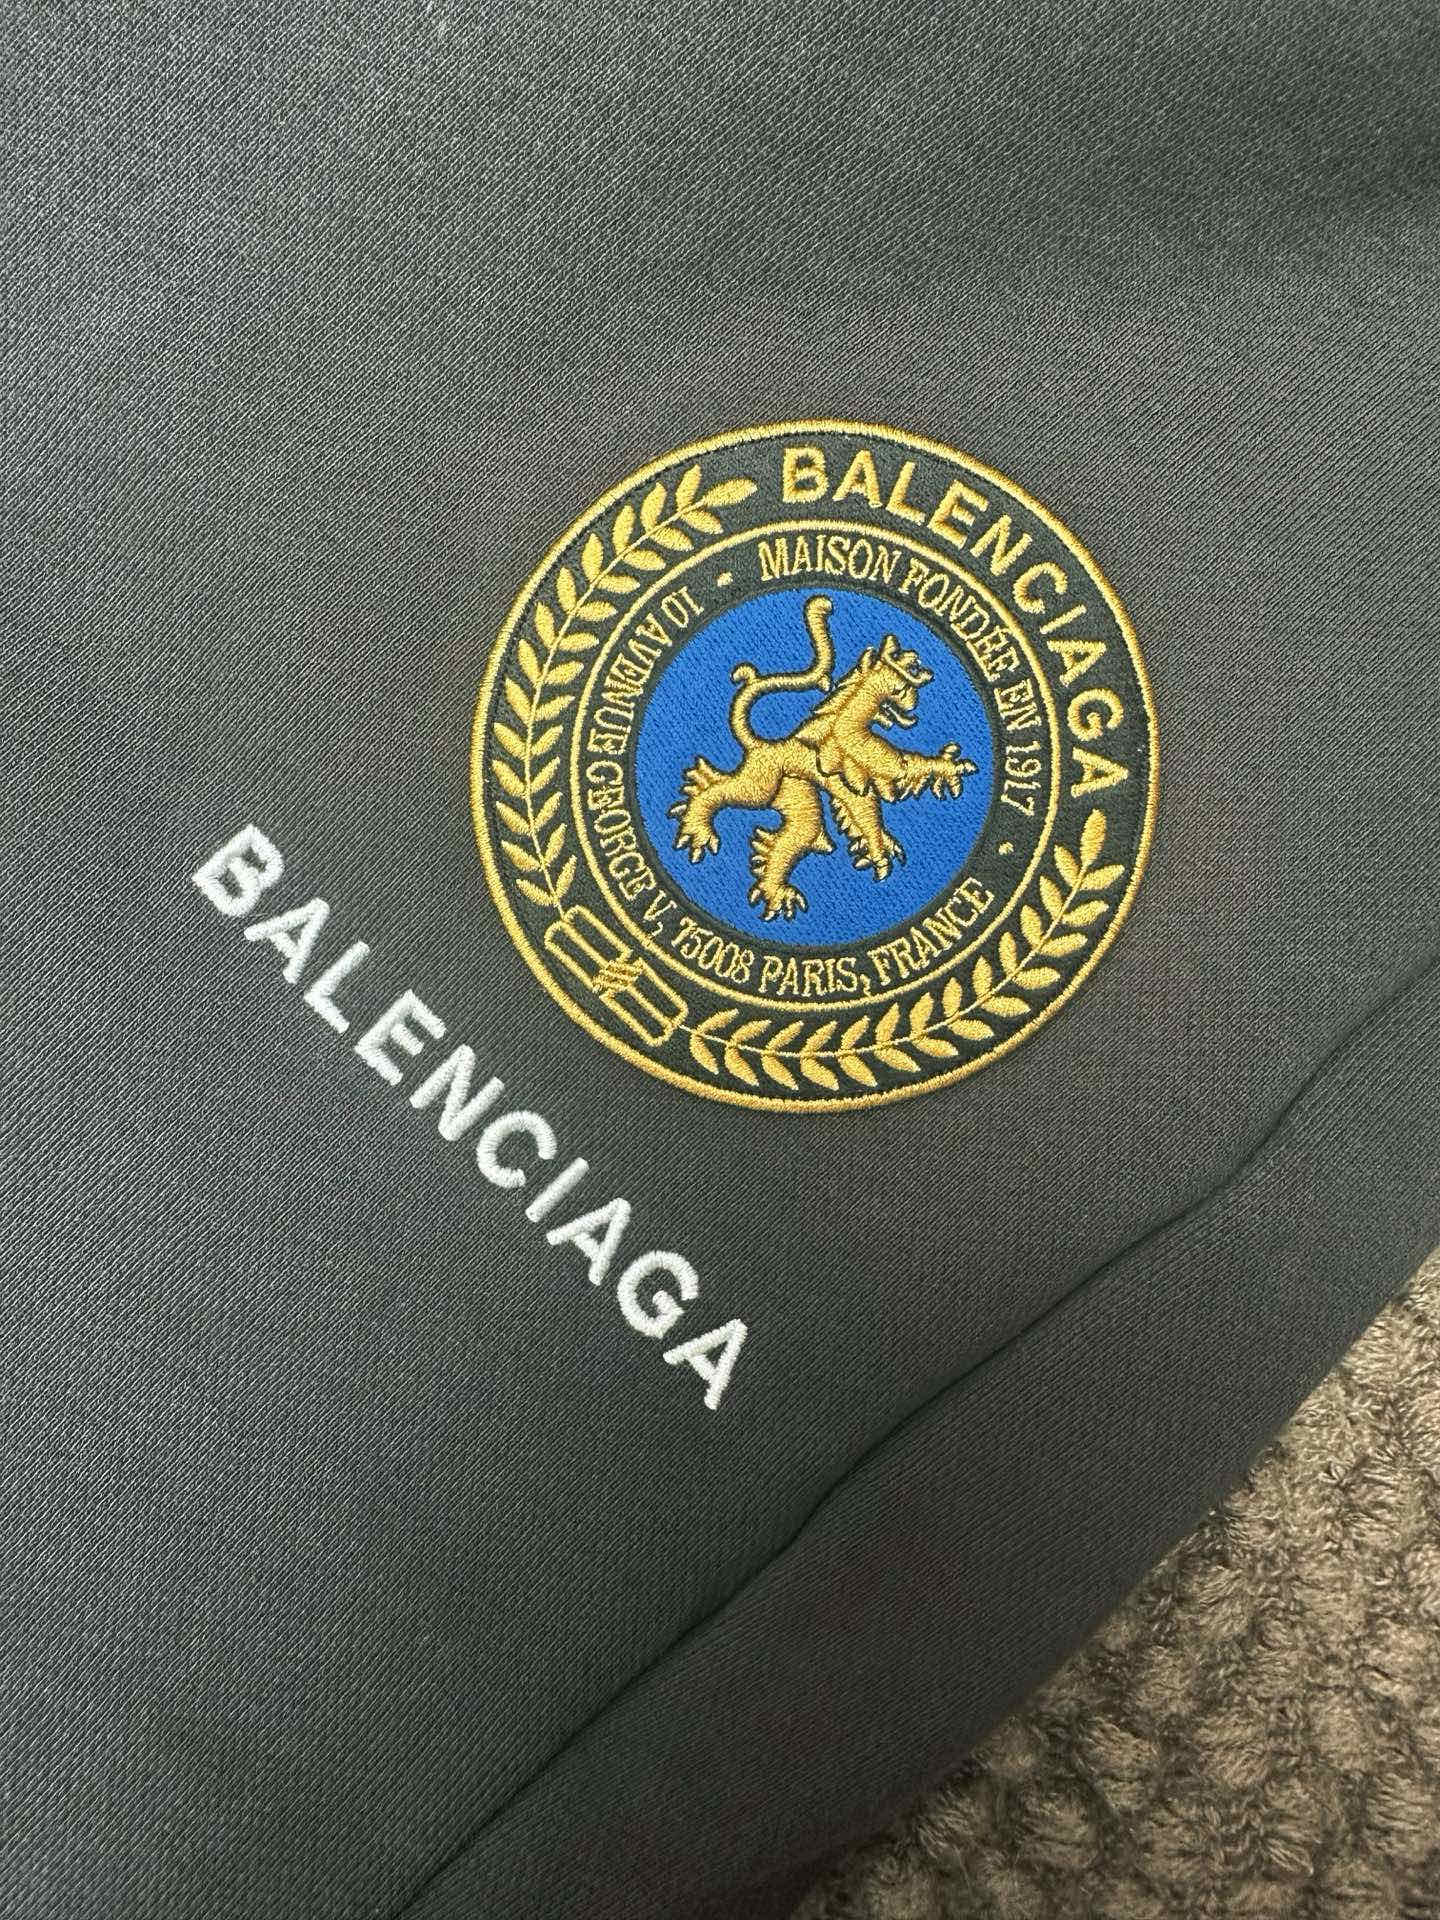 BALENCIAGA
MAISON FONDÉE EN 1917 ·
10 AVENUE GEORGE V, 75008 PARIS, FRANCE ·
BALENCIAGA